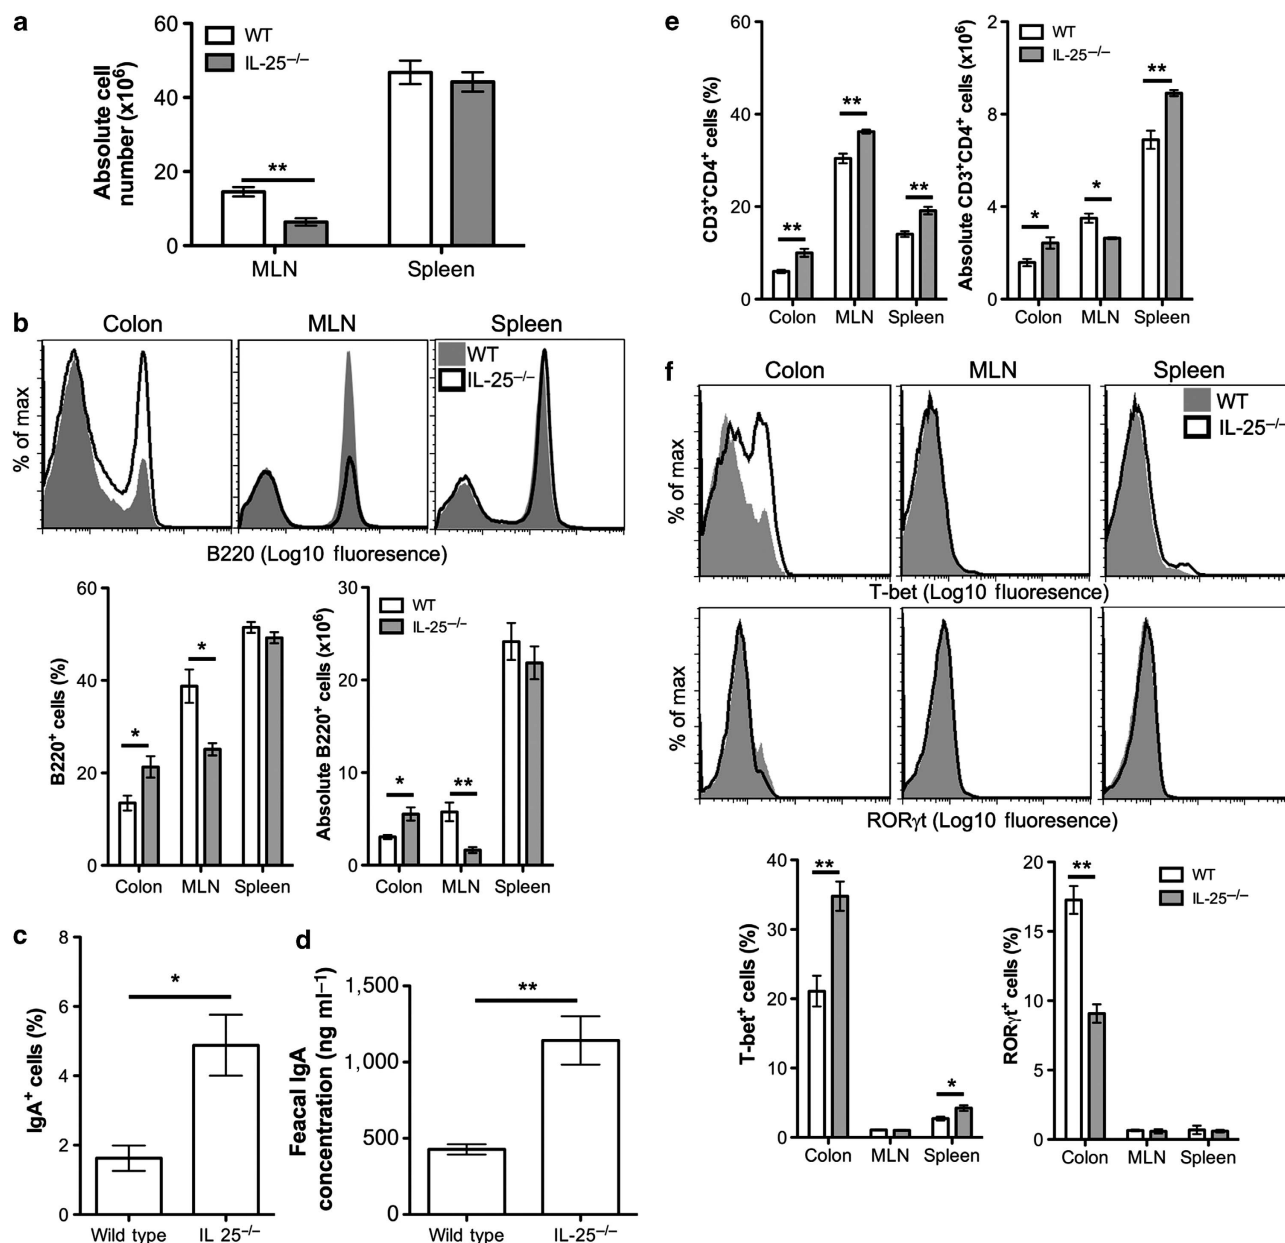 a
60
40
20
0
Absolute cell
number (x10⁶)
WT
IL-25⁻/⁻
**
MLN
Spleen
b
Colon
MLN
Spleen
WT
IL-25⁻/⁻
% of max
B220 (Log10 fluoresence)
60
40
20
0
B220⁺ cells (%)
*
*
Colon
MLN
Spleen
30
20
10
0
Absolute B220⁺ cells (x10⁶)
WT
IL-25⁻/⁻
*
**
Colon
MLN
Spleen
c
8
6
4
2
0
IgA⁺ cells (%)
*
Wild type
IL 25⁻/⁻
d
1,500
1,000
500
0
Feacal IgA
concentration (ng ml⁻¹)
**
Wild type
IL-25⁻/⁻
e
60
40
20
0
CD3⁺CD4⁺ cells (%)
**
**
**
Colon
MLN
Spleen
2
8
4
0
Absolute CD3⁺CD4⁺ cells (x10⁶)
WT
IL-25⁻/⁻
*
*
**
Colon
MLN
Spleen
f
Colon
MLN
Spleen
WT
IL-25⁻/⁻
% of max
T-bet (Log10 fluoresence)
% of max
RORγt (Log10 fluoresence)
40
30
20
10
0
T-bet⁺ cells (%)
**
*
Colon
MLN
Spleen
20
15
10
5
0
RORγt⁺ cells (%)
**
WT
IL-25⁻/⁻
Colon
MLN
Spleen